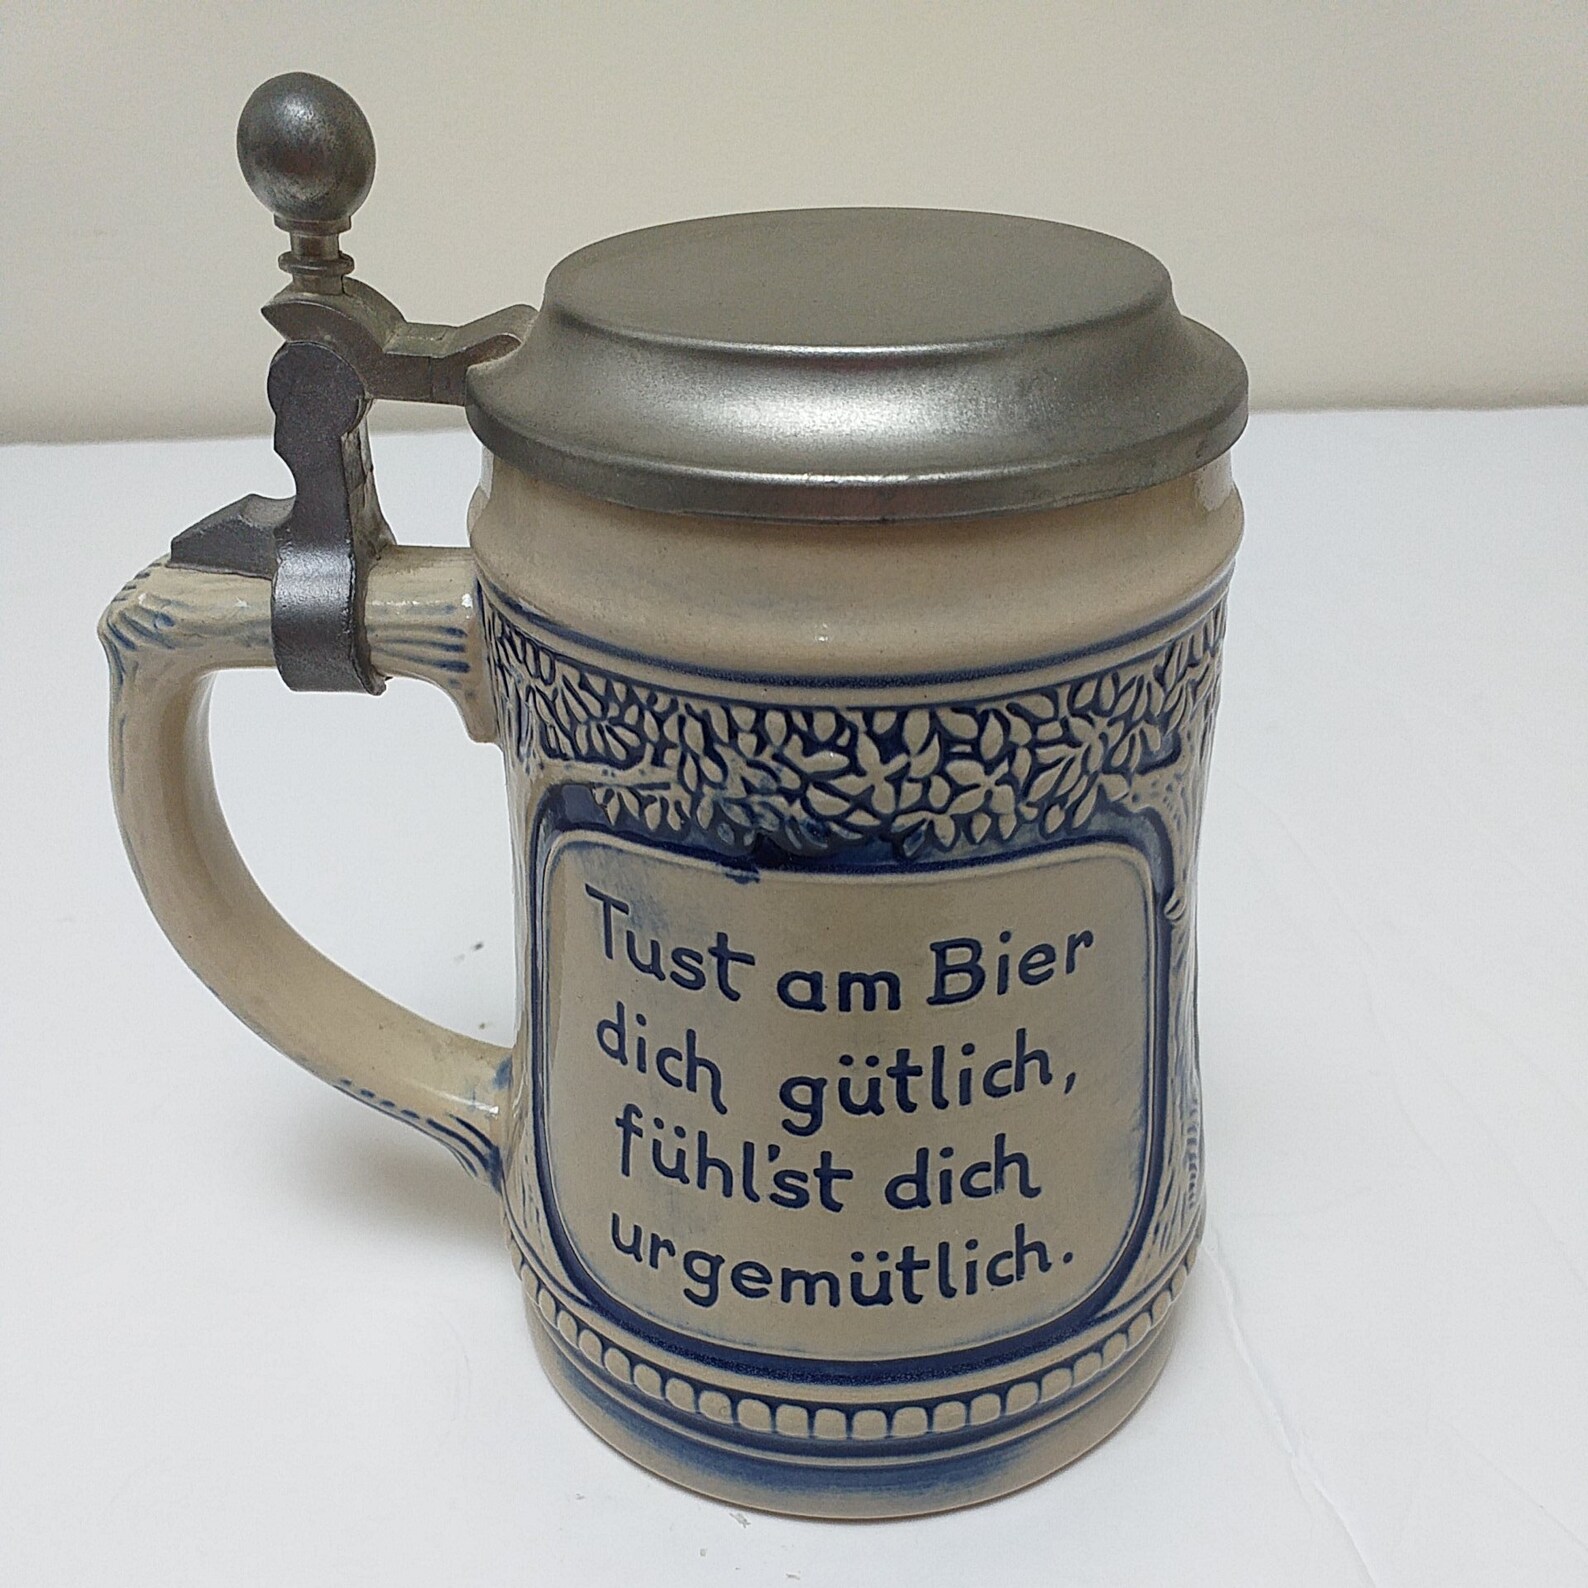 Tust am Bier
dich gütlich,
fühl'st dich
urgemütlich.